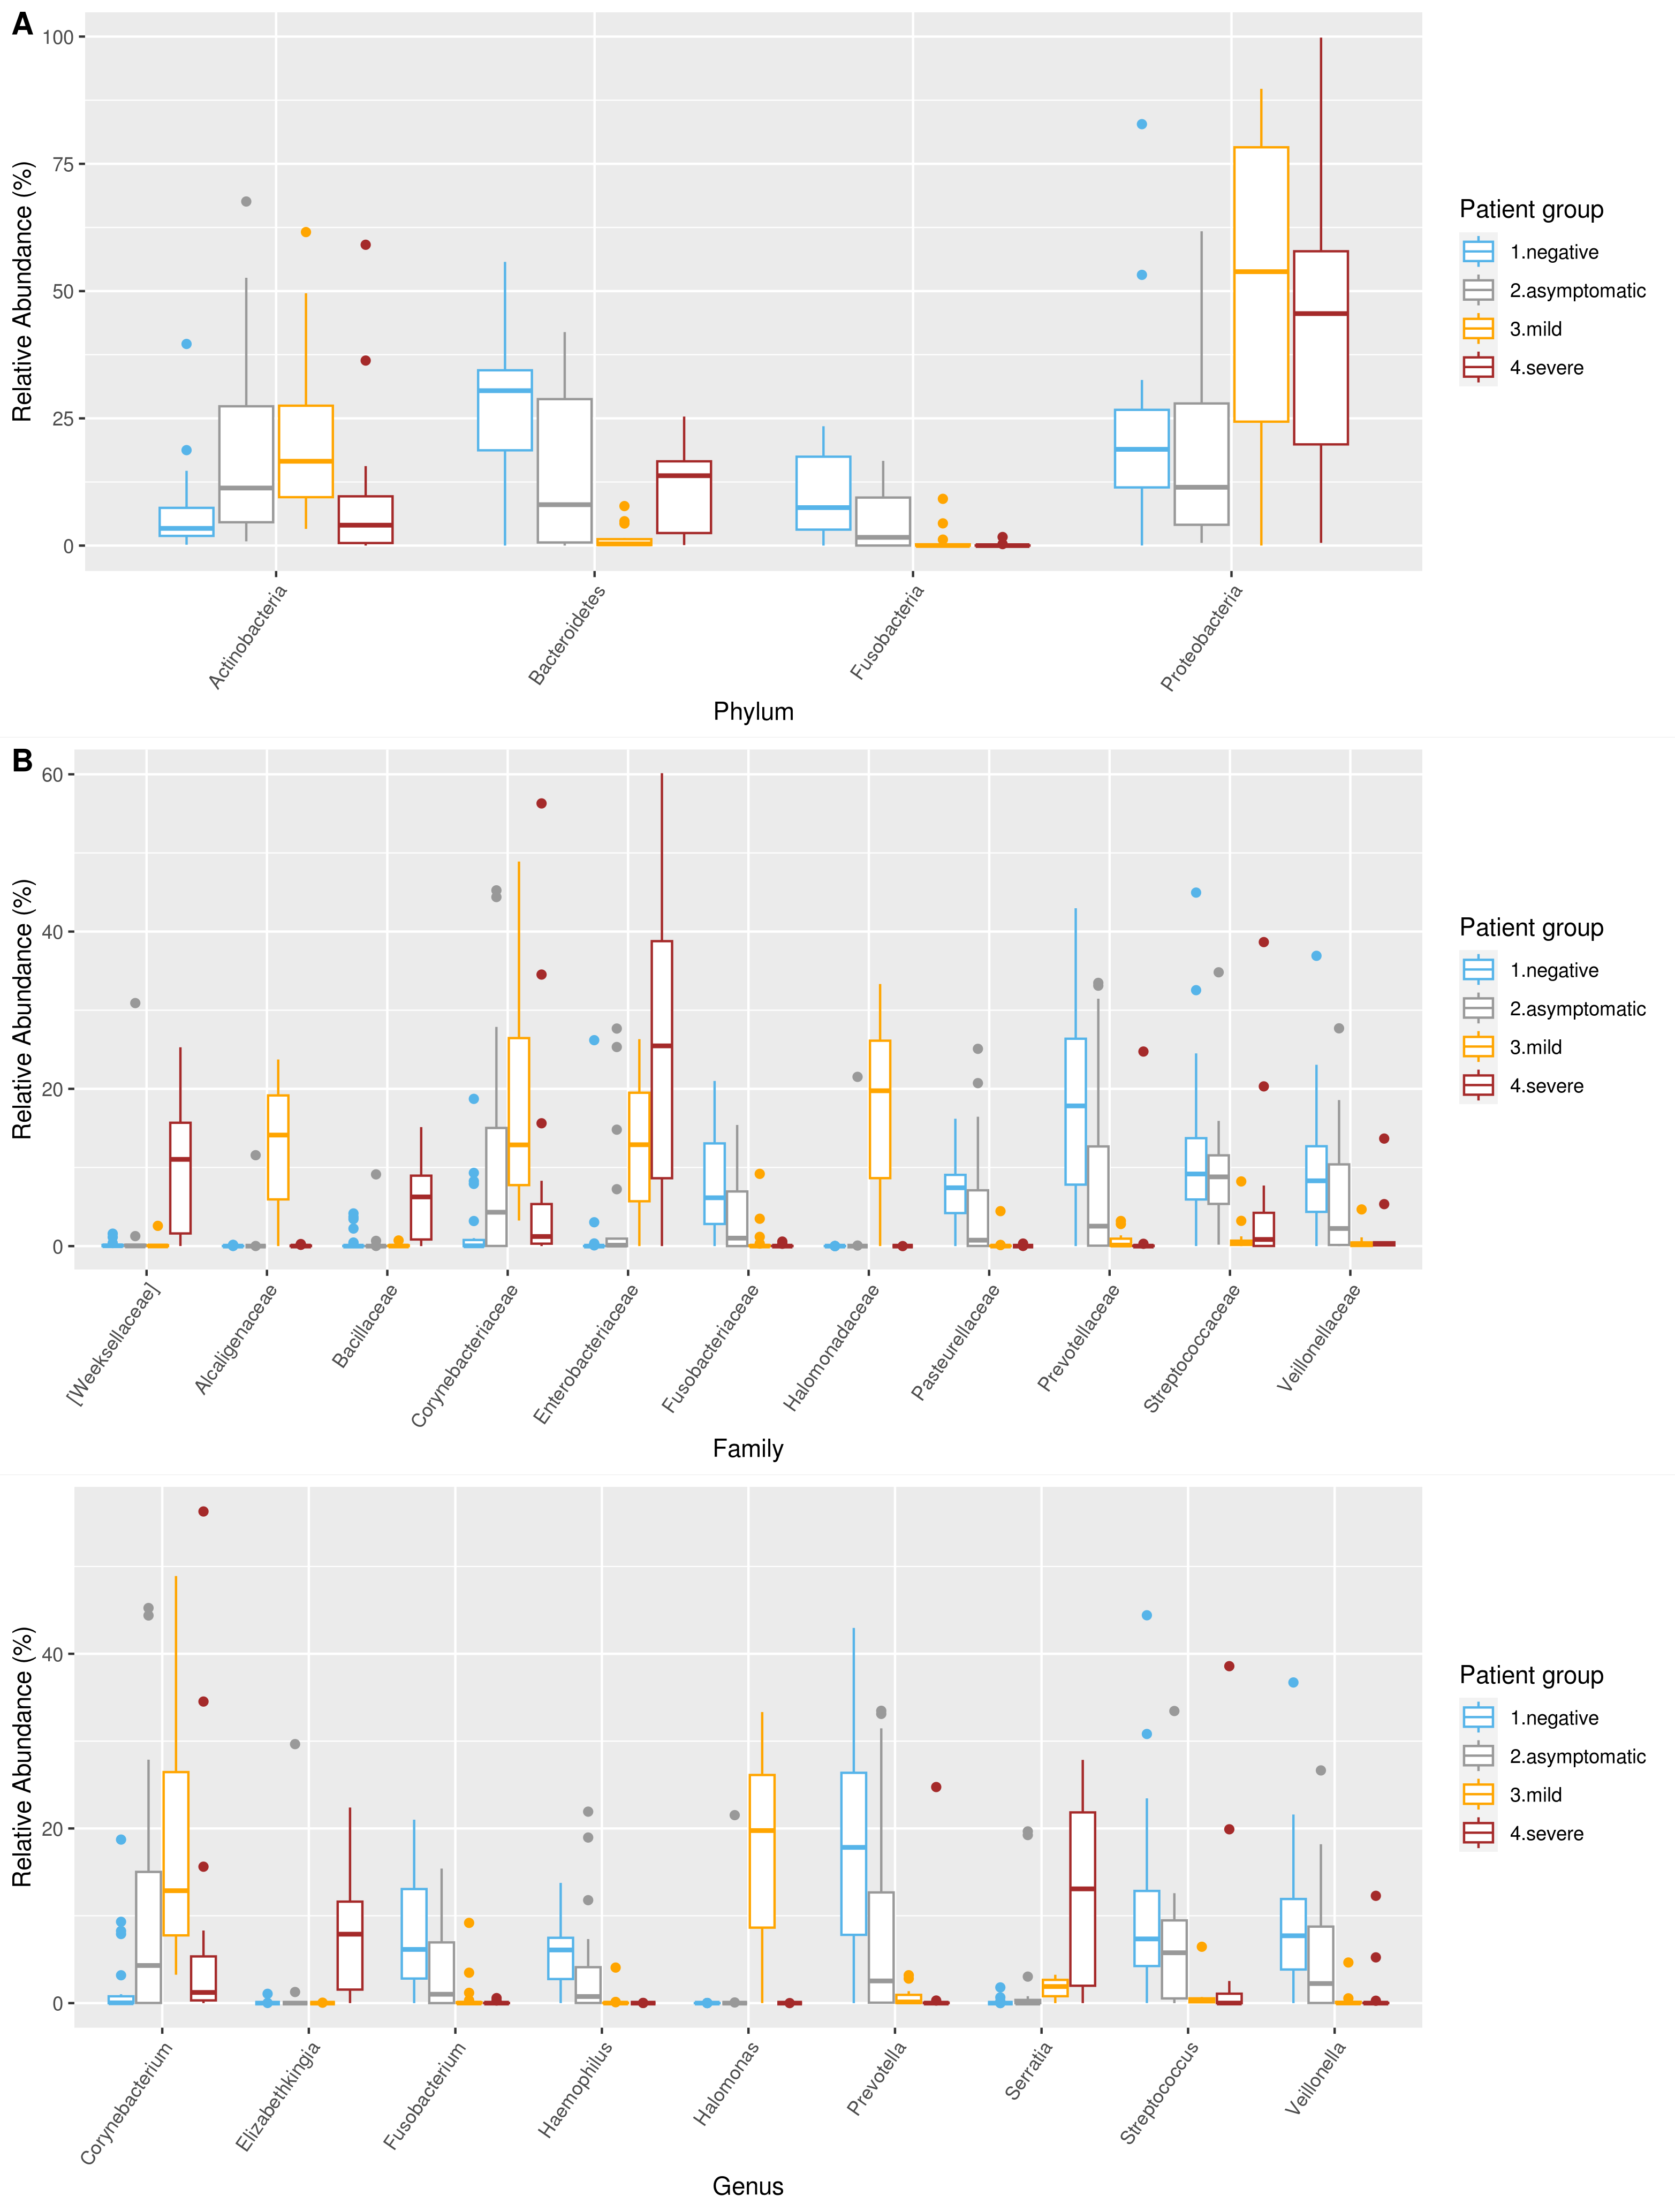 A
Relative Abundance (%)
100
75
50
25
0
Actinobacteria
Bacteroidetes
Fusobacteria
Proteobacteria
Phylum
Patient group
1.negative
2.asymptomatic
3.mild
4.severe
B
Relative Abundance (%)
60
40
20
0
[Weeksellaceae]
Alcaligenaceae
Bacillaceae
Corynebacteriaceae
Enterobacteriaceae
Fusobacteriaceae
Halomonadaceae
Pasteurellaceae
Prevotellaceae
Streptococcaceae
Veillonellaceae
Family
Patient group
1.negative
2.asymptomatic
3.mild
4.severe
Relative Abundance (%)
40
20
0
Corynebacterium
Elizabethkingia
Fusobacterium
Haemophilus
Halomonas
Prevotella
Serratia
Streptococcus
Veillonella
Genus
Patient group
1.negative
2.asymptomatic
3.mild
4.severe